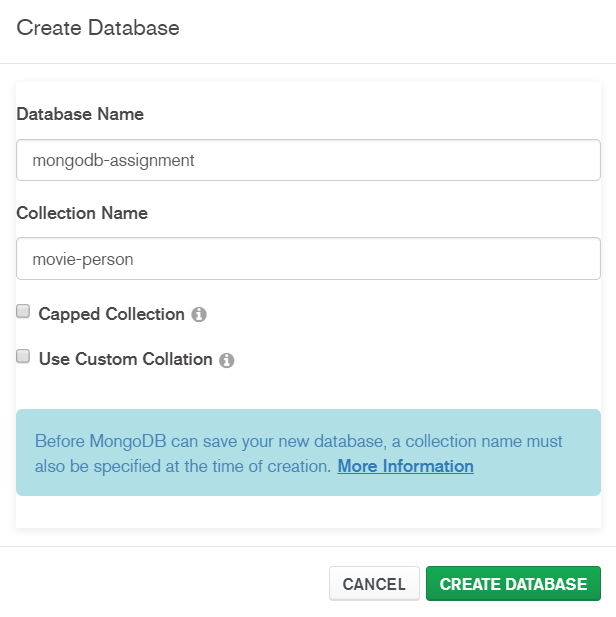 Create Database
Database Name
mongodb-assignment
Collection Name
movie-person
Capped Collection
Use Custom Collation
Before MongoDB can save your new database, a collection name must
also be specified at the time of creation. More Information
CANCEL CREATE DATABASE